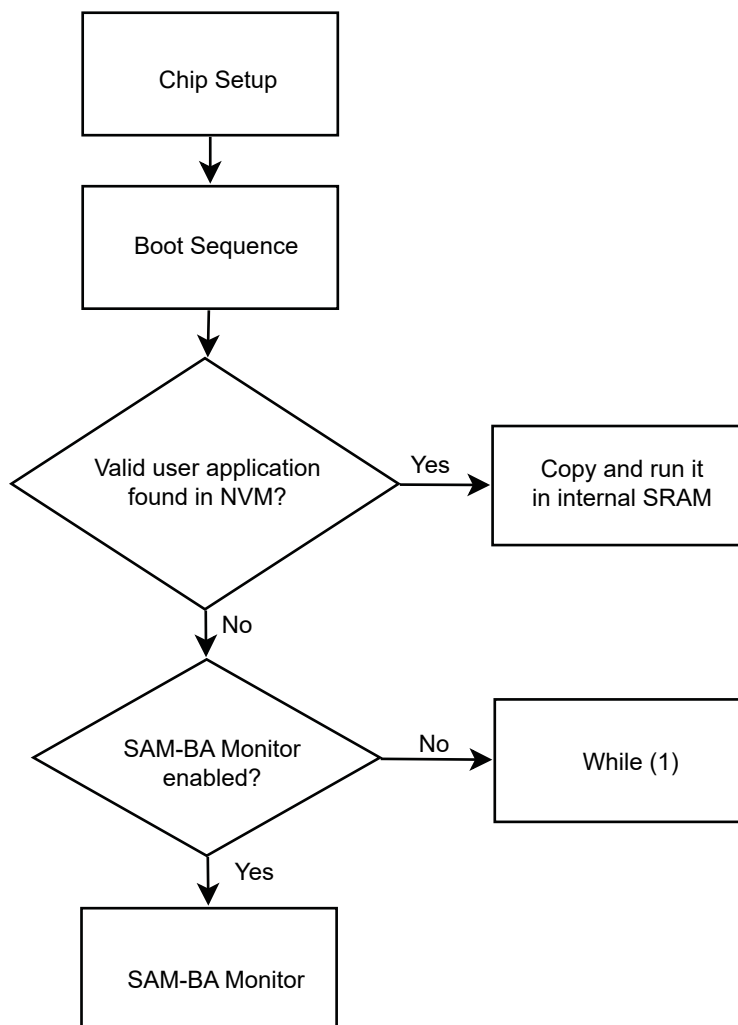 Chip Setup
Boot Sequence
Valid user application
found in NVM?
Yes
Copy and run it
in internal SRAM
No
SAM-BA Monitor
enabled?
No
While (1)
Yes
SAM-BA Monitor